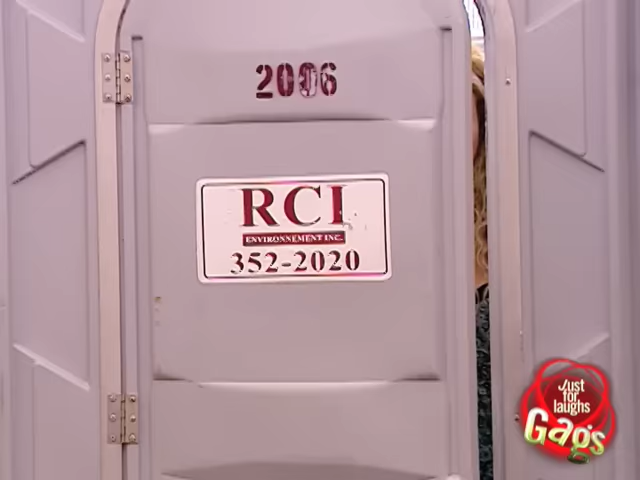 2006
RCI
ENVIRONNEMENT INC.
352-2020
Just
for
laughs
Gags